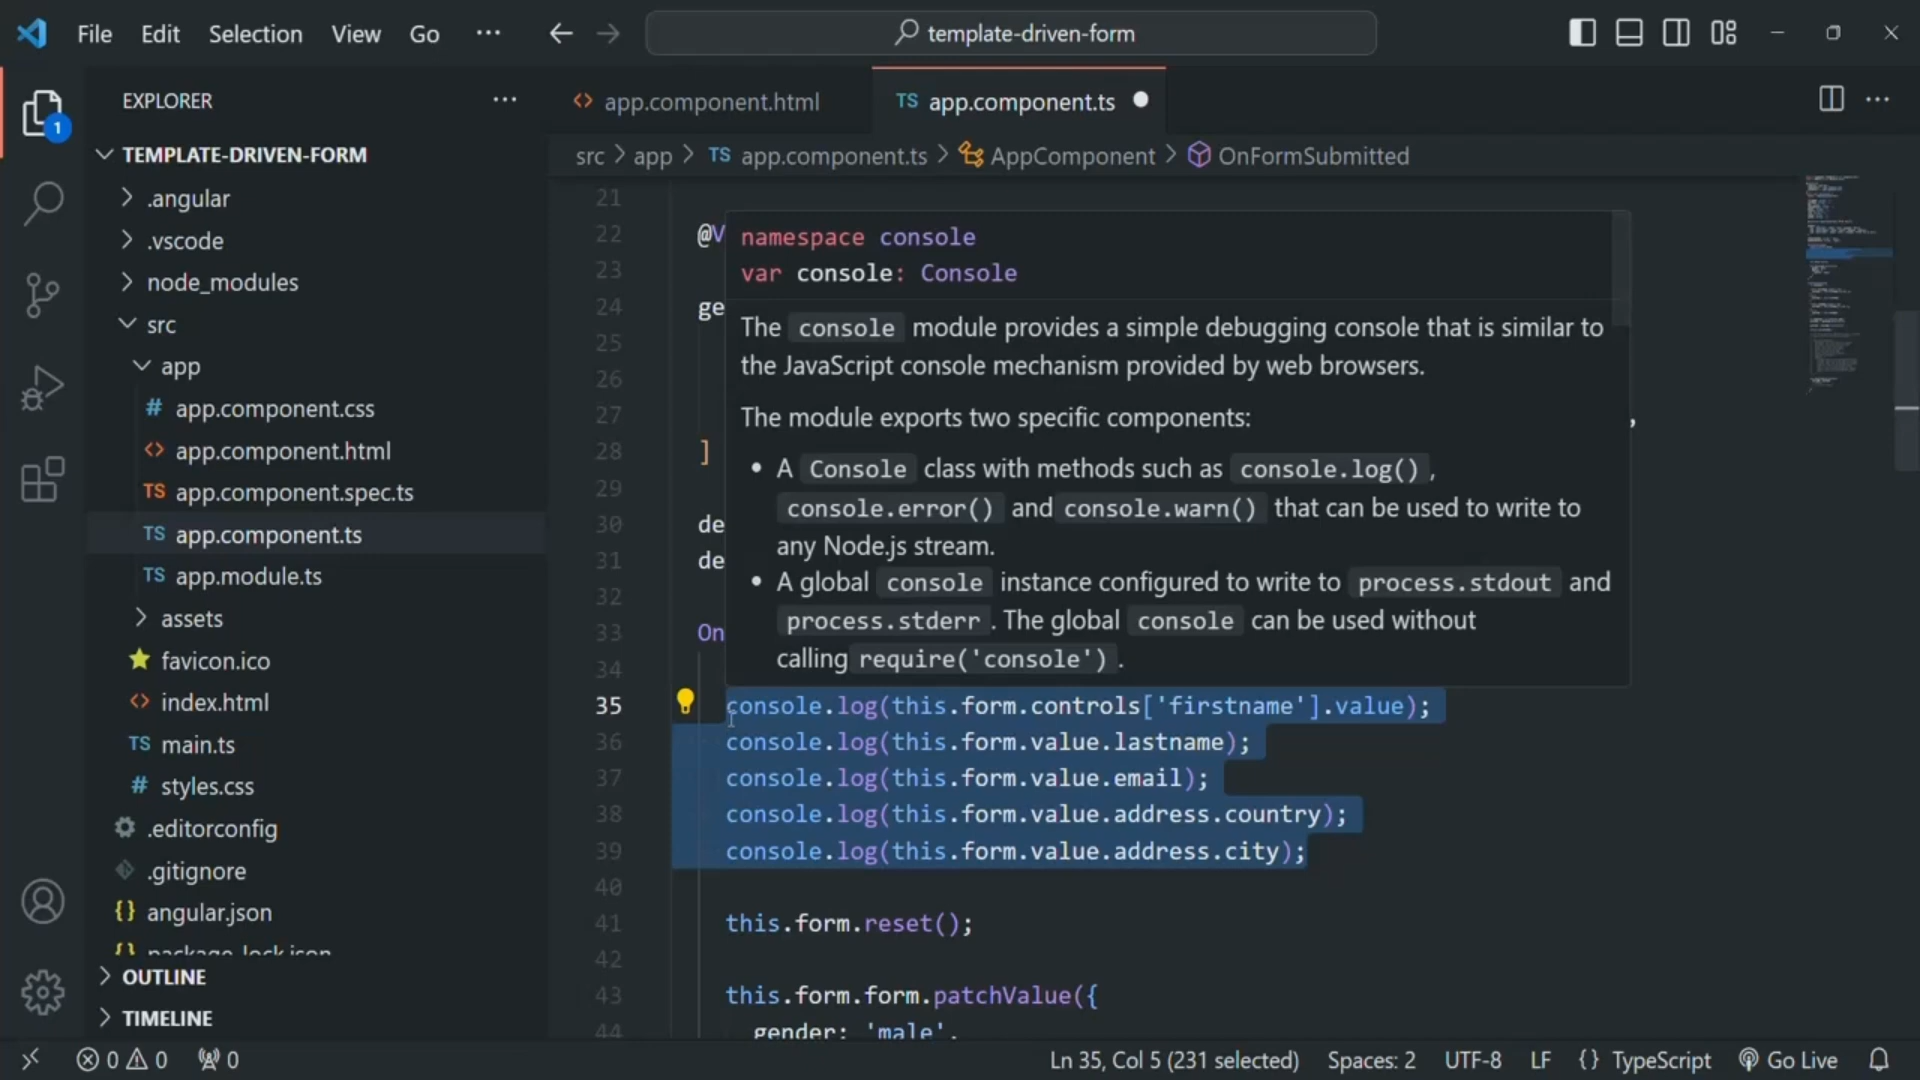 File Edit Selection View Go ··· template-driven-form
EXPLORER ···
1
TEMPLATE-DRIVEN-FORM
.angular
.vscode
node_modules
src
app
# app.component.css
<> app.component.html
TS app.component.spec.ts
TS app.component.ts
TS app.module.ts
assets
favicon.ico
<> index.html
TS main.ts
# styles.css
.editorconfig
.gitignore
{} angular.json
{} package-lock.json
OUTLINE
TIMELINE
<> app.component.html
TS app.component.ts
src > app > TS app.component.ts > AppComponent > OnFormSubmitted
21
22 @V
23
24 ge
25
26
27 ,
28 ]
29
30 de
31 de
32
33 On
34
namespace console
var console: Console
The console module provides a simple debugging console that is similar to
the JavaScript console mechanism provided by web browsers.
The module exports two specific components:
• A Console class with methods such as console.log(),
console.error() and console.warn() that can be used to write to
any Node.js stream.
• A global console instance configured to write to process.stdout and
process.stderr. The global console can be used without
calling require('console').
35 console.log(this.form.controls['firstname'].value);
36 console.log(this.form.value.lastname);
37 console.log(this.form.value.email);
38 console.log(this.form.value.address.country);
39 console.log(this.form.value.address.city);
40
41 this.form.reset();
42
43 this.form.form.patchValue({
44 gender: 'male',
0 0 0 Ln 35, Col 5 (231 selected) Spaces: 2 UTF-8 LF {} TypeScript Go Live